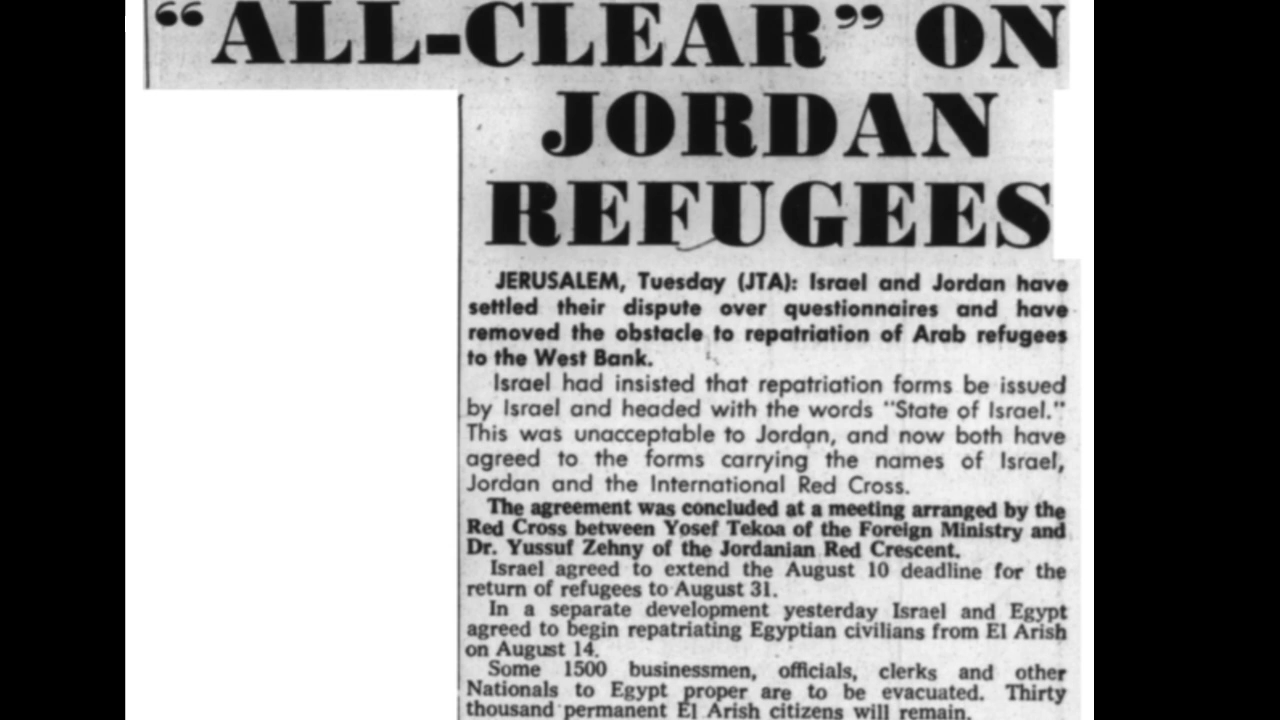 “ALL-CLEAR” ON
JORDAN
REFUGEES
JERUSALEM, Tuesday (JTA): Israel and Jordan have
settled their dispute over questionnaires and have
removed the obstacle to repatriation of Arab refugees
to the West Bank.
Israel had insisted that repatriation forms be issued
by Israel and headed with the words "State of Israel."
This was unacceptable to Jordan, and now both have
agreed to the forms carrying the names of Israel,
Jordan and the International Red Cross.
The agreement was concluded at a meeting arranged by the
Red Cross between Yosef Tekoa of the Foreign Ministry and
Dr. Yussuf Zehny of the Jordanian Red Crescent.
Israel agreed to extend the August 10 deadline for the
return of refugees to August 31.
In a separate development yesterday Israel and Egypt
agreed to begin repatriating Egyptian civilians from El Arish
on August 14.
Some 1500 businessmen, officials, clerks and other
Nationals to Egypt proper are to be evacuated. Thirty
thousand permanent El Arish citizens will remain.